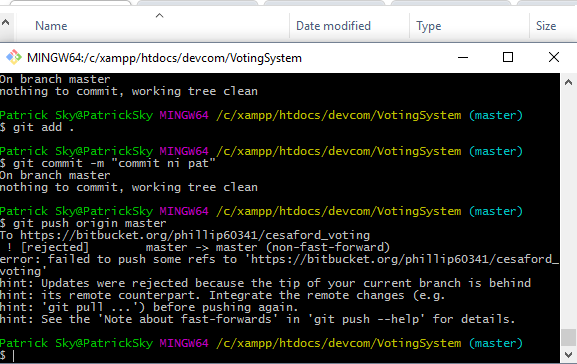 Name Date modified Type Size
MINGW64:/c/xampp/htdocs/devcom/VotingSystem
On branch master
nothing to commit, working tree clean
Patrick Sky@PatrickSky MINGW64 /c/xampp/htdocs/devcom/VotingSystem (master)
$ git add .
Patrick Sky@PatrickSky MINGW64 /c/xampp/htdocs/devcom/VotingSystem (master)
$ git commit -m "commit ni pat"
On branch master
nothing to commit, working tree clean
Patrick Sky@PatrickSky MINGW64 /c/xampp/htdocs/devcom/VotingSystem (master)
$ git push origin master
To https://bitbucket.org/phillip60341/cesaford_voting
 ! [rejected]        master -> master (non-fast-forward)
error: failed to push some refs to 'https://bitbucket.org/phillip60341/cesaford_
voting'
hint: Updates were rejected because the tip of your current branch is behind
hint: its remote counterpart. Integrate the remote changes (e.g.
hint: 'git pull ...') before pushing again.
hint: See the 'Note about fast-forwards' in 'git push --help' for details.
Patrick Sky@PatrickSky MINGW64 /c/xampp/htdocs/devcom/VotingSystem (master)
$